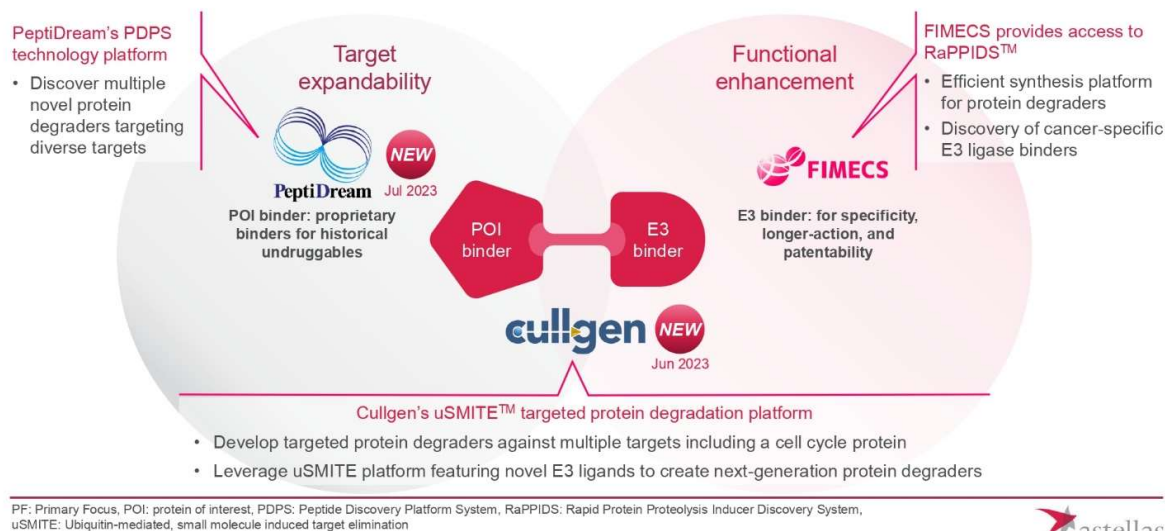 PeptiDream's PDPS
technology platform
• Discover multiple
novel protein
degraders targeting
diverse targets
Target
expandability
PeptiDream
NEW
Jul 2023
POI binder: proprietary
binders for historical
undruggables
POI
binder
E3
binder
Functional
enhancement
FIMECS
E3 binder: for specificity,
longer-action, and
patentability
FIMECS provides access to
RaPPIDS™
• Efficient synthesis platform
for protein degraders
• Discovery of cancer-specific
E3 ligase binders
cullgen
NEW
Jun 2023
Cullgen's uSMITE™ targeted protein degradation platform
• Develop targeted protein degraders against multiple targets including a cell cycle protein
• Leverage uSMITE platform featuring novel E3 ligands to create next-generation protein degraders
PF: Primary Focus, POI: protein of interest, PDPS: Peptide Discovery Platform System, RaPPIDS: Rapid Protein Proteolysis Inducer Discovery System,
uSMITE: Ubiquitin-mediated, small molecule induced target elimination
astellas